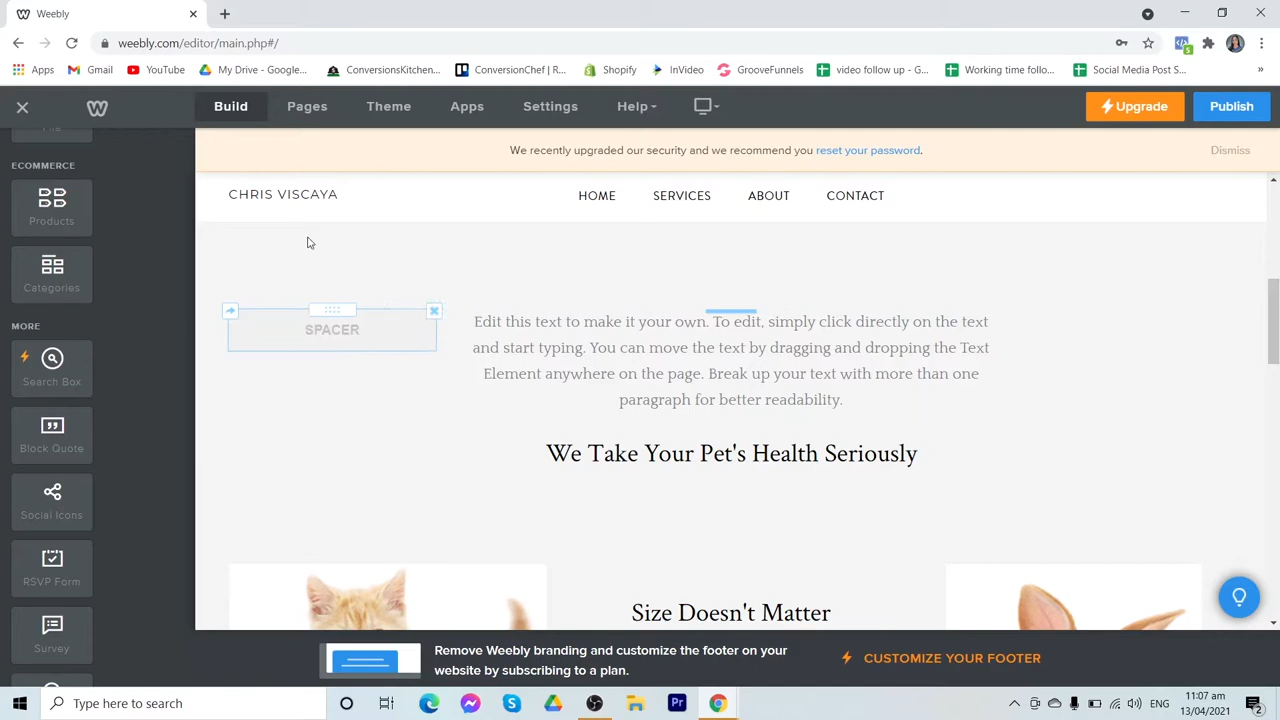 Weebly
weebly.com/editor/main.php#/
Apps Gmail YouTube My Drive - Google... ConversionsKitchen... ConversionChef | R... Shopify InVideo GrooveFunnels video follow up - G... Working time follo... Social Media Post S... »
Build Pages Theme Apps Settings Help Upgrade Publish
We recently upgraded our security and we recommend you reset your password. Dismiss
ECOMMERCE
Products
Categories
MORE
Search Box
Block Quote
Social Icons
RSVP Form
Survey
CHRIS VISCAYA HOME SERVICES ABOUT CONTACT
SPACER
Edit this text to make it your own. To edit, simply click directly on the text
and start typing. You can move the text by dragging and dropping the Text
Element anywhere on the page. Break up your text with more than one
paragraph for better readability.
We Take Your Pet's Health Seriously
Size Doesn't Matter
Remove Weebly branding and customize the footer on your
website by subscribing to a plan.
CUSTOMIZE YOUR FOOTER
Type here to search
ENG
11:07 am
13/04/2021